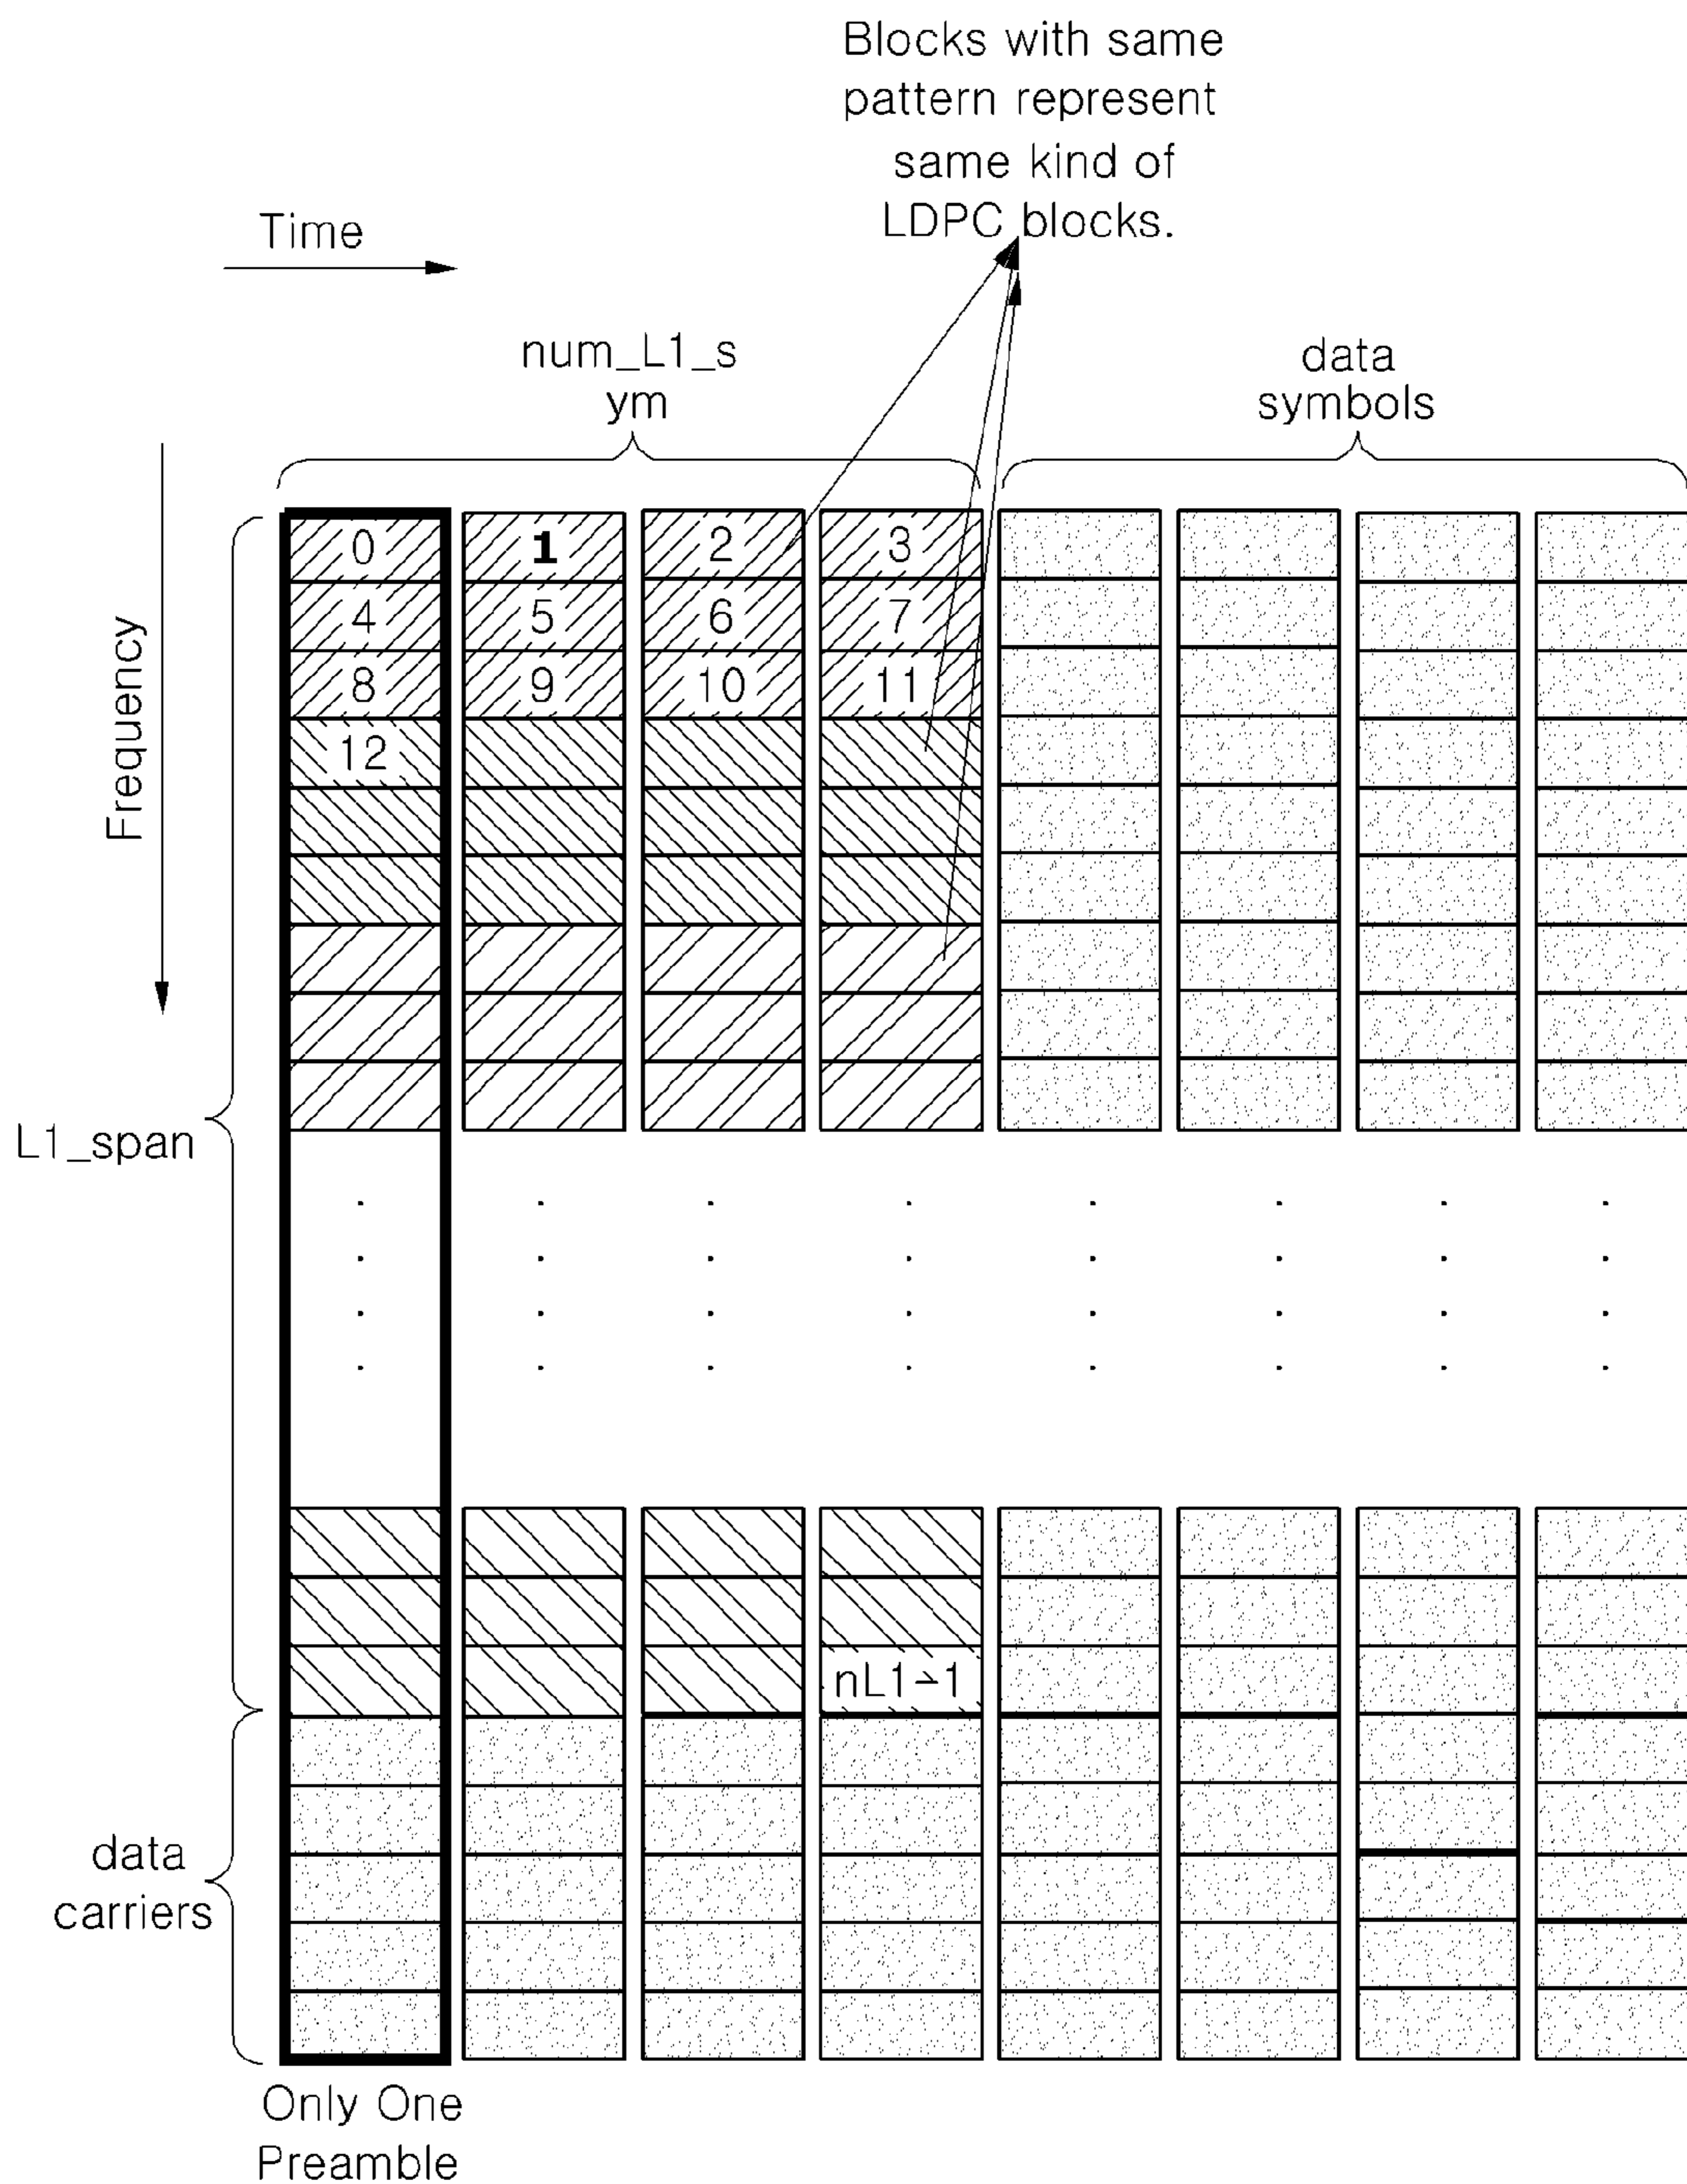 Blocks with same
pattern represent
same kind of
LDPC blocks.
Time
num_L1_s
ym
data
symbols
Frequency
0 1 2 3
4 5 6 7
8 9 10 11
12
L1_span
nL1-1
data
carriers
Only One
Preamble